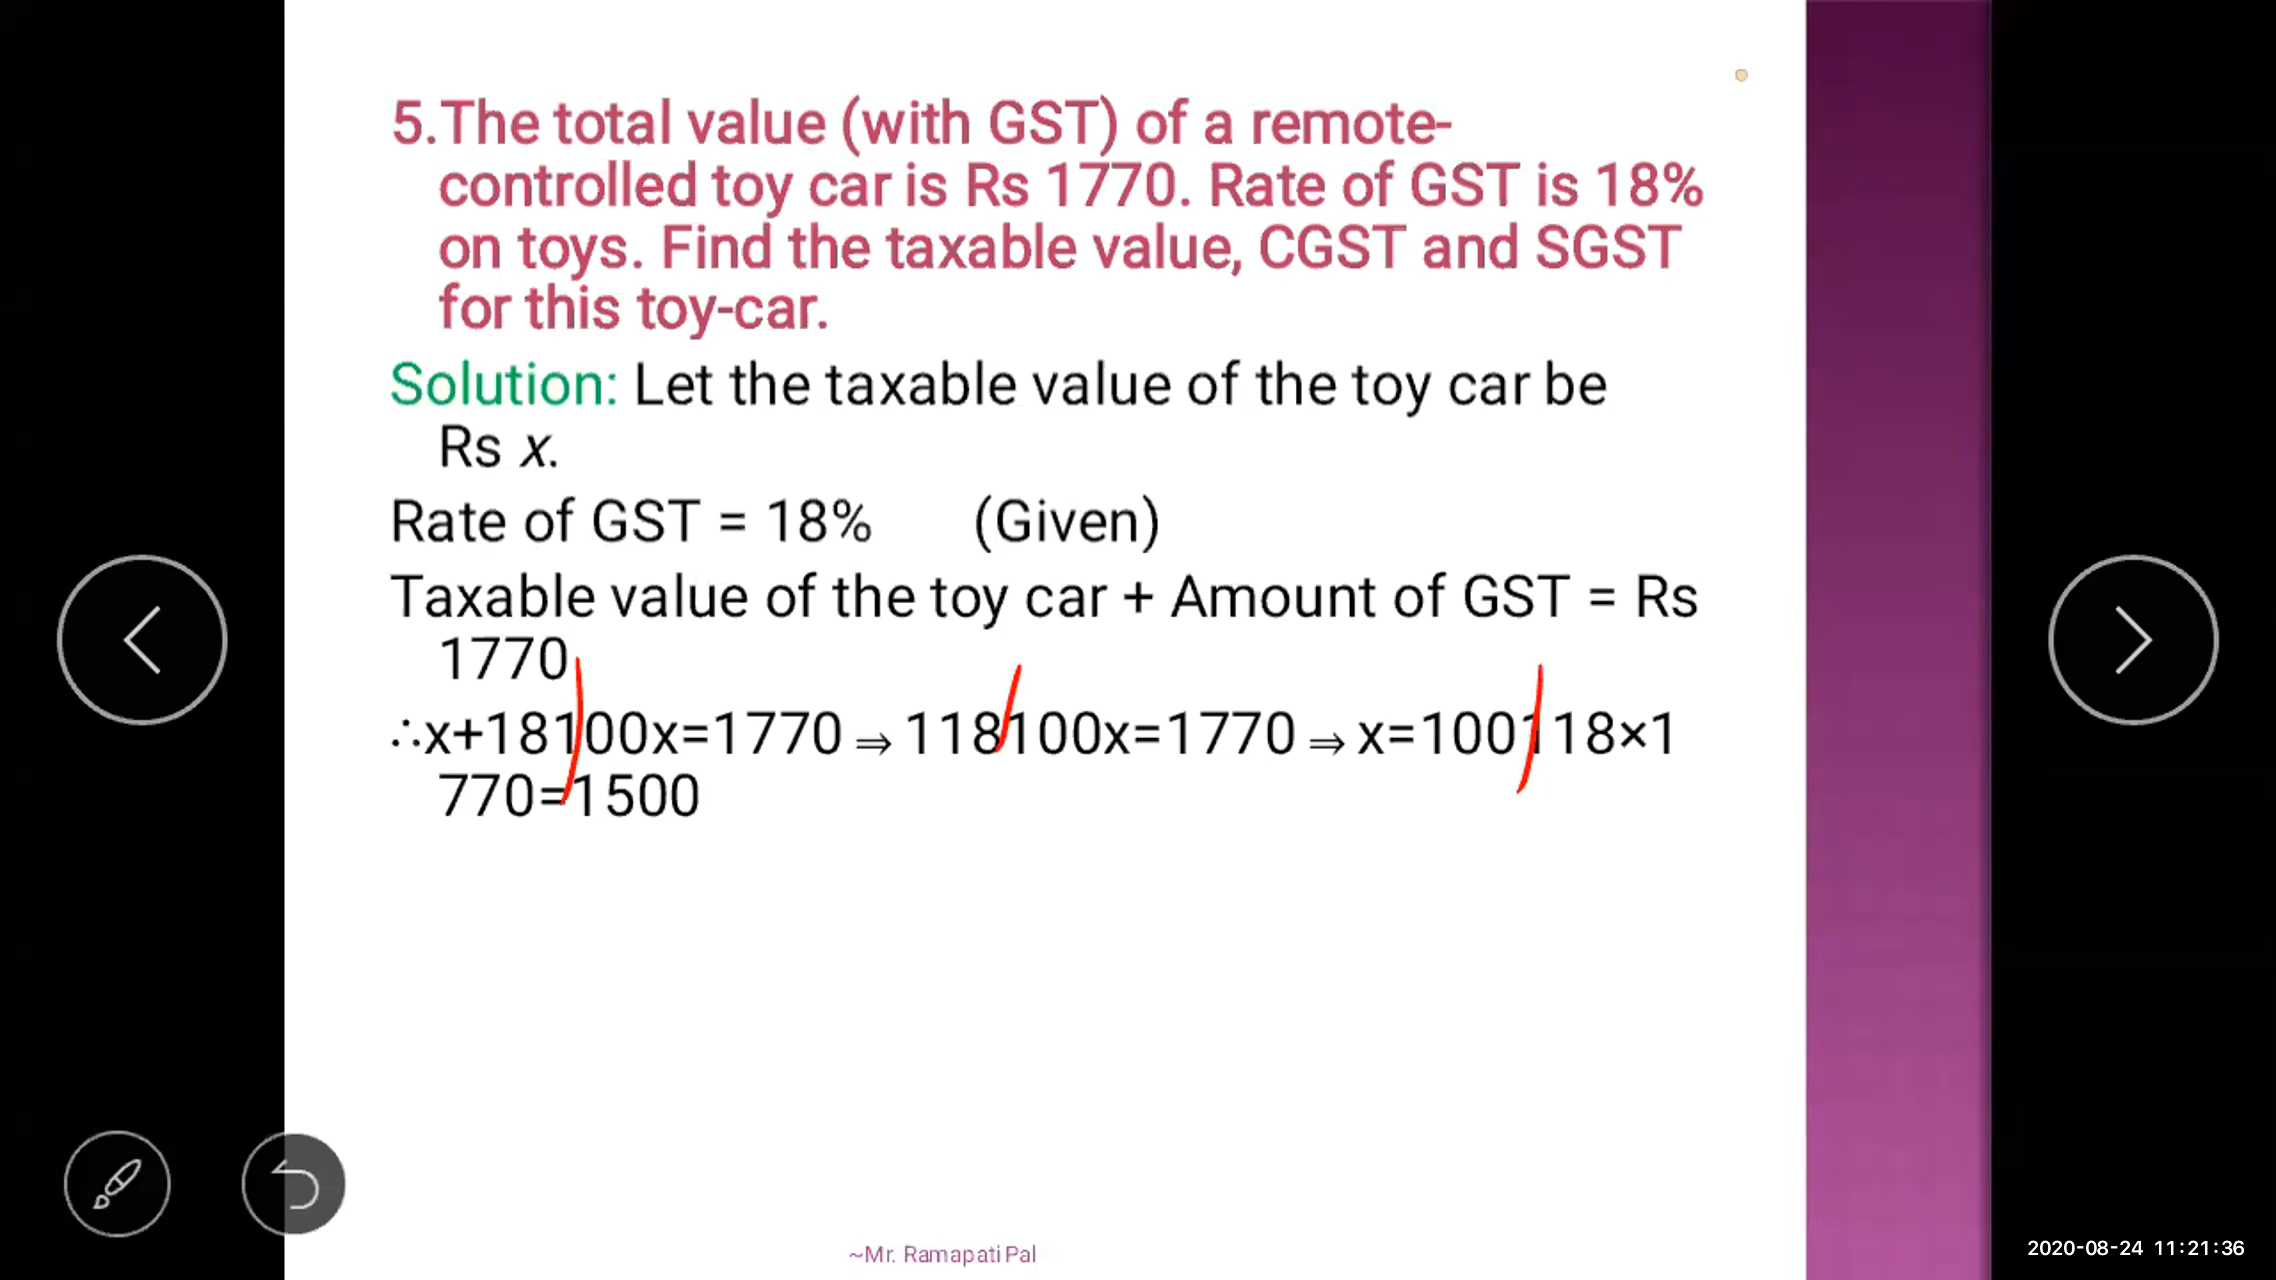 5.The total value (with GST) of a remote-
controlled toy car is Rs 1770. Rate of GST is 18%
on toys. Find the taxable value, CGST and SGST
for this toy-car.
Solution: Let the taxable value of the toy car be
Rs x.
Rate of GST = 18% (Given)
Taxable value of the toy car + Amount of GST = Rs
1770
∴x+18100x=1770⇒118100x=1770⇒x=100118×1
770=1500
~Mr. Ramapati Pal
2020-08-24 11:21:36